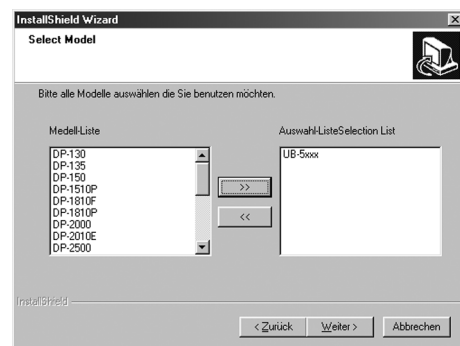 InstallShield Wizard
Select Model
Bitte alle Modelle auswählen die Sie benutzen möchten.
Medell-Liste
Auswahl-ListeSelection List
DP-130
DP-135
DP-150
DP-1510P
DP-1810F
DP-1810P
DP-2000
DP-2010E
DP-2500
>>
<<
UB-5xxx
InstallShield
< Zurück
Weiter >
Abbrechen